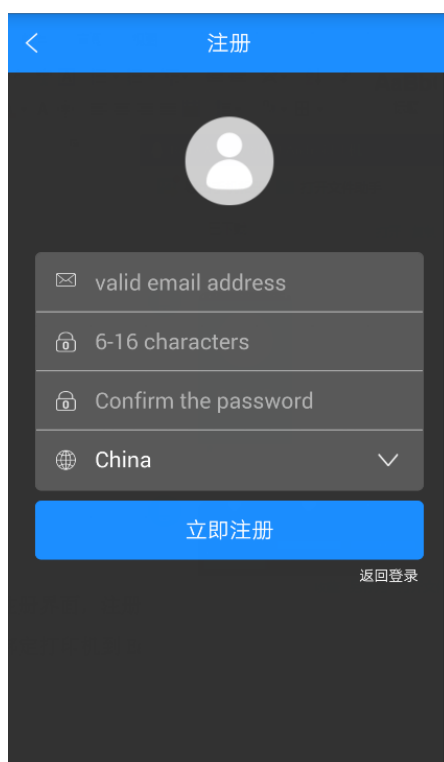 注册
valid email address
6-16 characters
Confirm the password
China
立即注册
返回登录